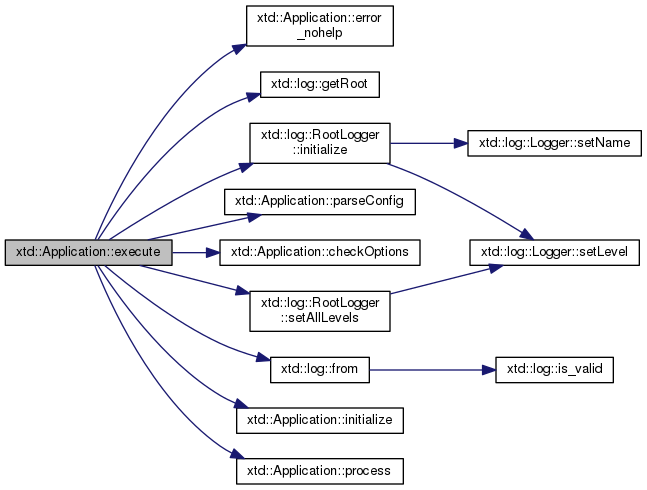 xtd::Application::error
_nohelp
xtd::log::getRoot
xtd::log::RootLogger
::initialize
xtd::log::Logger::setName
xtd::Application::parseConfig
xtd::Application::execute
xtd::Application::checkOptions
xtd::log::Logger::setLevel
xtd::log::RootLogger
::setAllLevels
xtd::log::from
xtd::log::is_valid
xtd::Application::initialize
xtd::Application::process